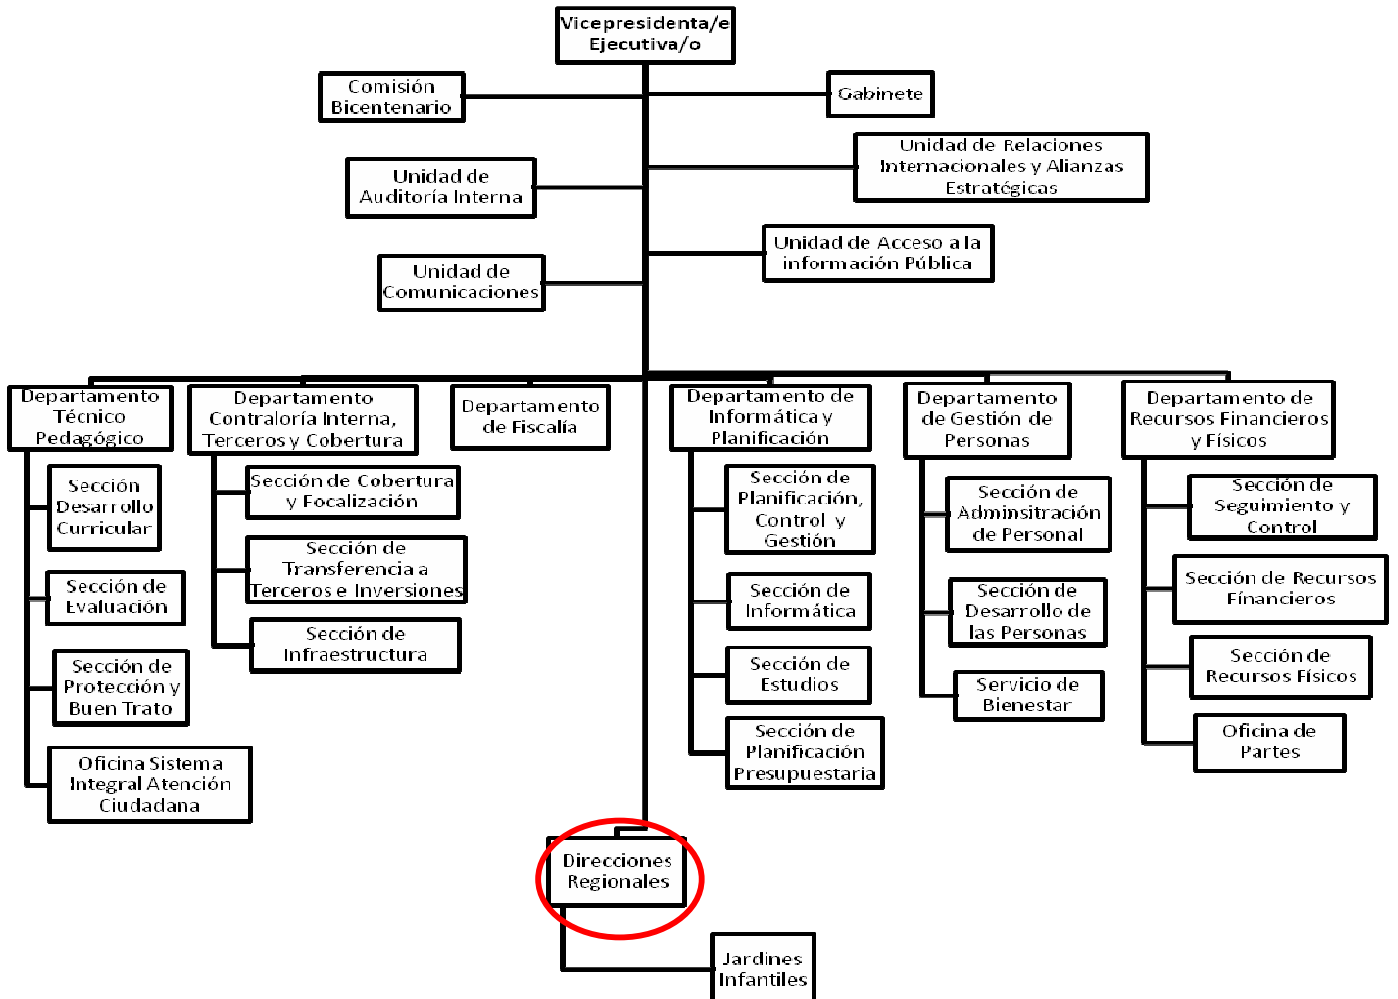 Vicepresidenta/e
Ejecutiva/o
Comisión
Bicentenario
Gabinete
Unidad de Relaciones
Internacionales y Alianzas
Estratégicas
Unidad de
Auditoría Interna
Unidad de Acceso a la
información Pública
Unidad de
Comunicaciones
Departamento
Técnico
Pedagógico
Sección
Desarrollo
Curricular
Sección de
Evaluación
Sección de
Protección y
Buen Trato
Oficina Sistema
Integral Atención
Ciudadana
Departamento
Contraloría Interna,
Terceros y Cobertura
Sección de Cobertura
y Focalización
Sección de
Transferencia a
Terceros e Inversiones
Sección de
Infraestructura
Departamento
de Fiscalía
Departamento de
Informática y
Planificación
Sección de
Planificación,
Control y
Gestión
Sección de
Informática
Sección de
Estudios
Sección de
Planificación
Presupuestaria
Departamento
de Gestión de
Personas
Sección de
Adminsitración
de Personal
Sección de
Desarrollo de
las Personas
Servicio de
Bienestar
Departamento de
Recursos Financieros
y Físicos
Sección de
Seguimiento y
Control
Sección de Recursos
Fínancieros
Sección de
Recursos Físicos
Oficina de
Partes
Direcciones
Regionales
Jardines
Infantiles